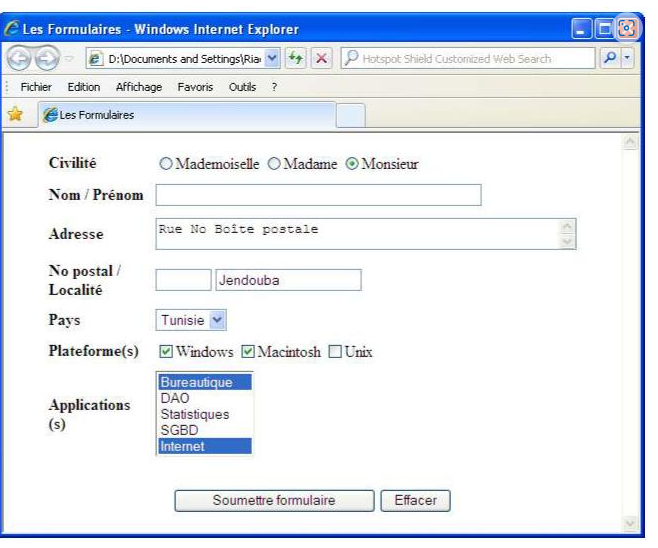 Les Formulaires - Windows Internet Explorer
D:\Documents and Settings\Ria
Hotspot Shield Customized Web Search
Fichier Edition Affichage Favoris Outils ?
Les Formulaires
Civilité Mademoiselle Madame Monsieur
Nom / Prénom
Adresse Rue No Boîte postale
No postal /
Localité Jendouba
Pays Tunisie
Plateforme(s) Windows Macintosh Unix
Applications
(s)
Bureautique
DAO
Statistiques
SGBD
Internet
Soumettre formulaire Effacer